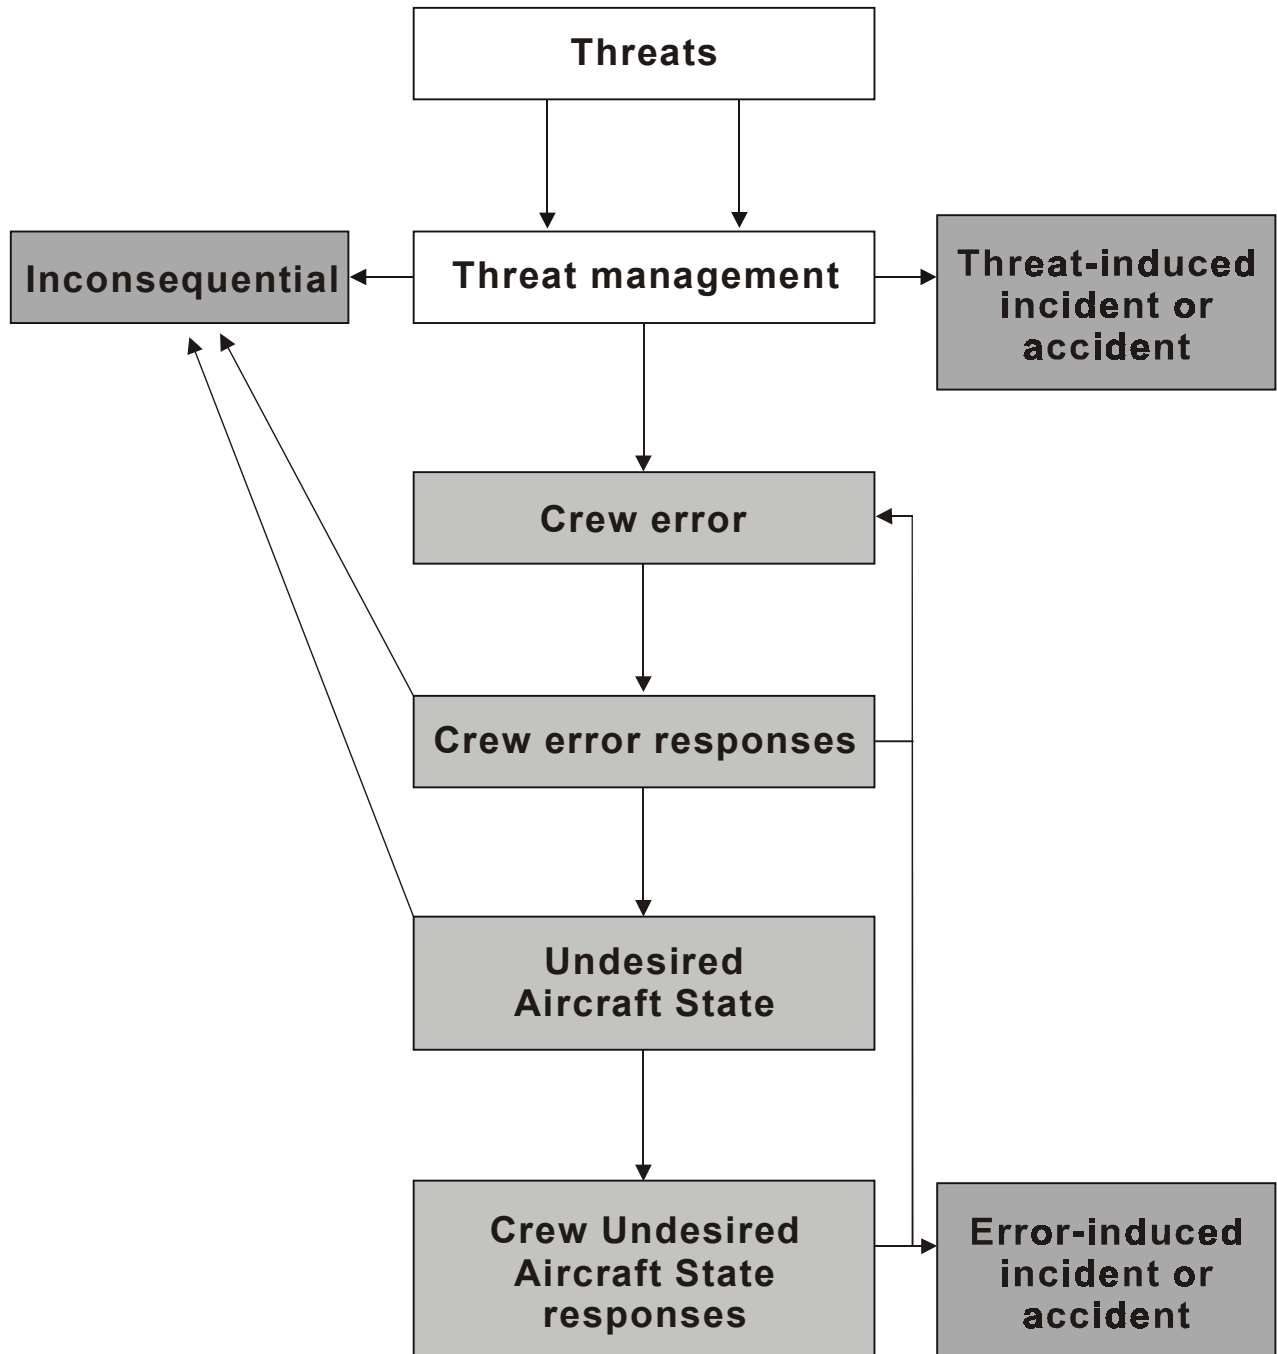 Threats
Inconsequential
Threat management
Threat-induced
incident or
accident
Crew error
Crew error responses
Undesired
Aircraft State
Crew Undesired
Aircraft State
responses
Error-induced
incident or
accident